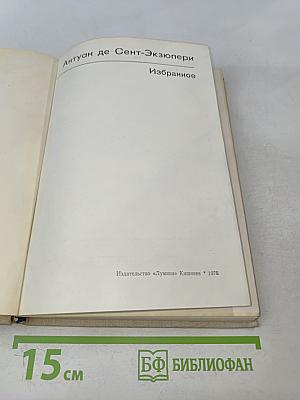 Антуан де Сент-Экзюпери
Избранное
Издательство «Лумина» Кишинев * 1976
15 см
БФ БИБЛИОФАН